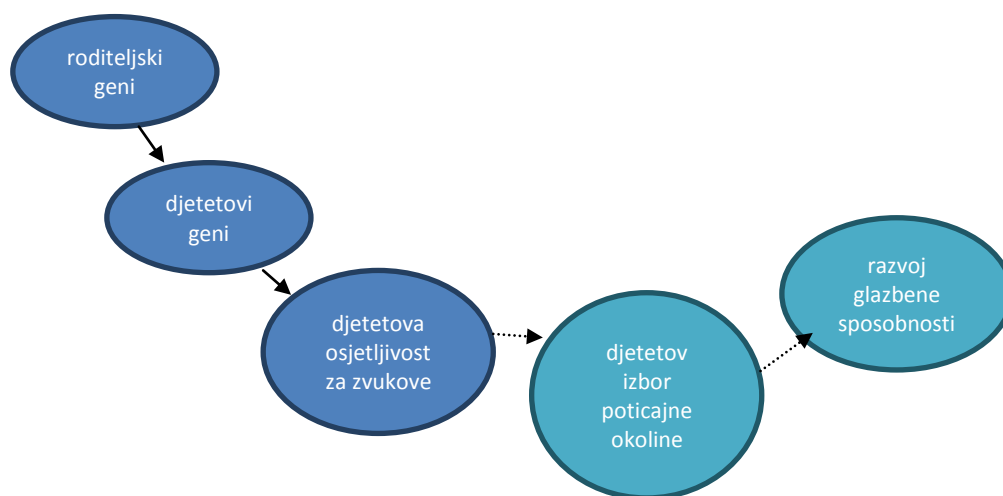 roditeljski
geni
djetetovi
geni
djetetova
osjetljivost
za zvukove
djetetov
izbor
poticajne
okoline
razvoj
glazbene
sposobnosti